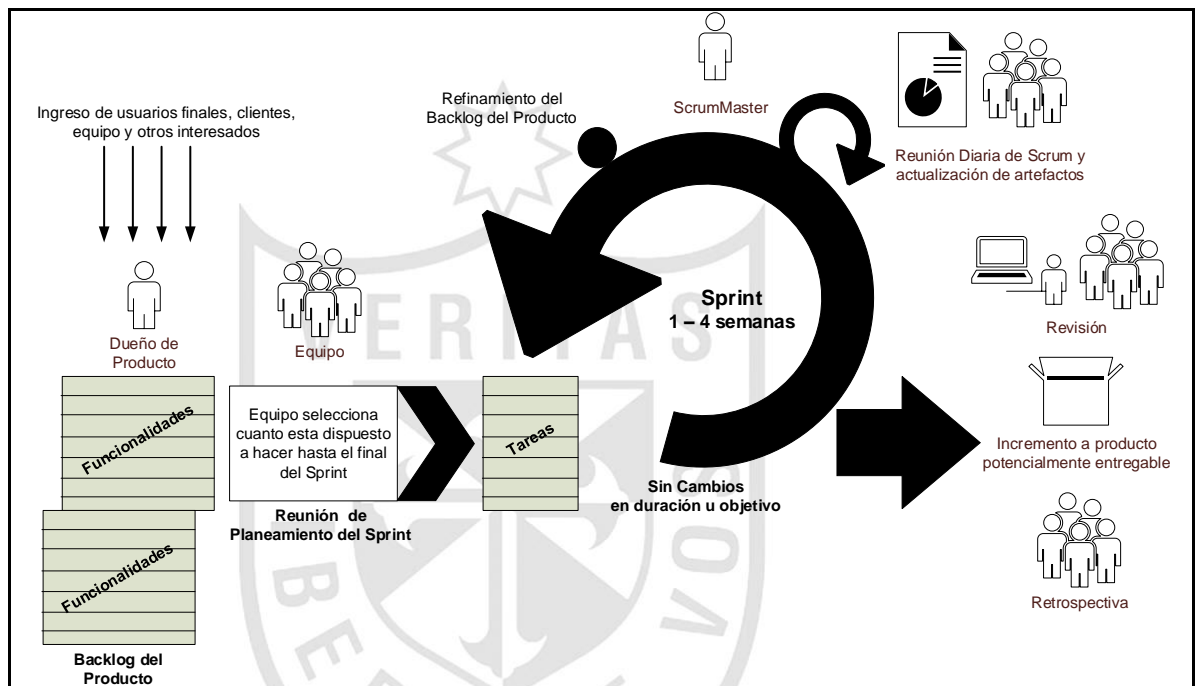 Ingreso de usuarios finales, clientes,
equipo y otros interesados
Dueño de
Producto
Equipo
Funcionalidades
Funcionalidades
Backlog del
Producto
Equipo selecciona
cuanto esta dispuesto
a hacer hasta el final
del Sprint
Reunión de
Planeamiento del Sprint
Tareas
Refinamiento del
Backlog del Producto
ScrumMaster
Sprint
1 – 4 semanas
Sin Cambios
en duración u objetivo
Reunión Diaria de Scrum y
actualización de artefactos
Revisión
Incremento a producto
potencialmente entregable
Retrospectiva
VERITAS